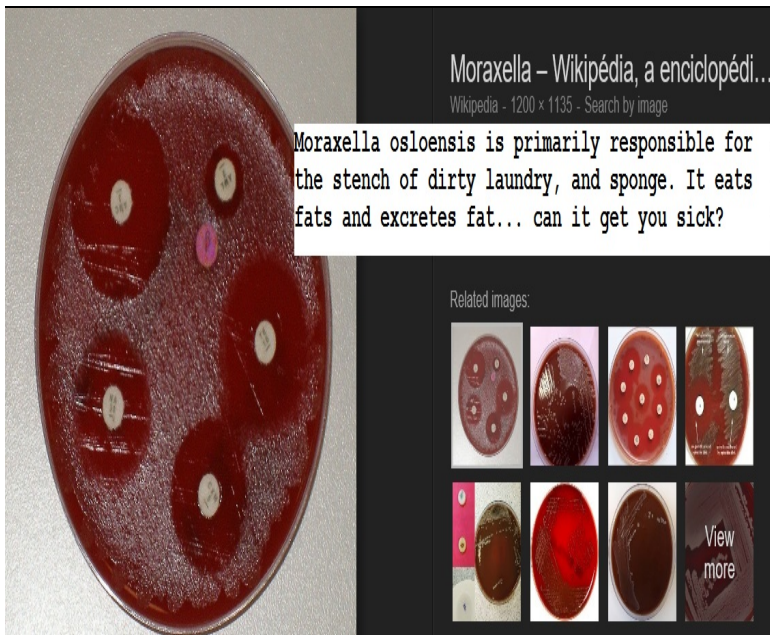 Moraxella – Wikipédia, a enciclopédi...
Wikipedia - 1200 × 1135 - Search by image
Moraxella osloensis is primarily responsible for
the stench of dirty laundry, and sponge. It eats
fats and excretes fat... can it get you sick?
Related images:
View
more